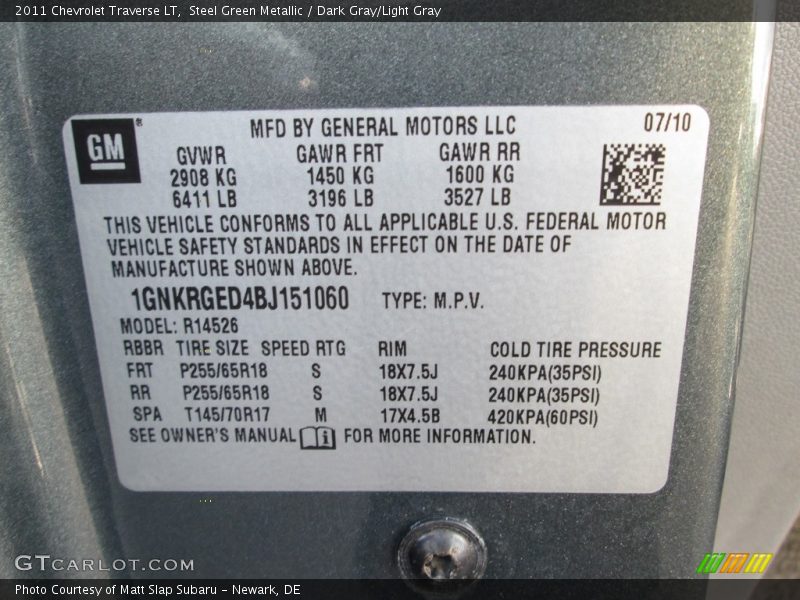 2011 Chevrolet Traverse LT,  Steel Green Metallic / Dark Gray/Light Gray
GM ® MFD BY GENERAL MOTORS LLC 07/10
GVWR GAWR FRT GAWR RR
2908 KG 1450 KG 1600 KG
6411 LB 3196 LB 3527 LB
THIS VEHICLE CONFORMS TO ALL APPLICABLE U.S. FEDERAL MOTOR
VEHICLE SAFETY STANDARDS IN EFFECT ON THE DATE OF
MANUFACTURE SHOWN ABOVE.
1GNKRGED4BJ151060 TYPE: M.P.V.
MODEL: R14526
RBBR TIRE SIZE SPEED RTG RIM COLD TIRE PRESSURE
FRT P255/65R18 S 18X7.5J 240KPA(35PSI)
RR P255/65R18 S 18X7.5J 240KPA(35PSI)
SPA T145/70R17 M 17X4.5B 420KPA(60PSI)
SEE OWNER'S MANUAL i FOR MORE INFORMATION.
GTCARLOT.COM
Photo Courtesy of Matt Slap Subaru – Newark, DE